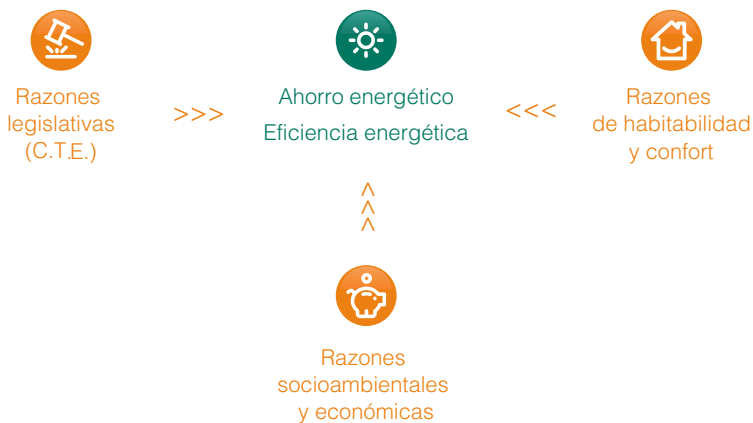 Razones
legislativas
(C.T.E.)
>>>
Ahorro energético
Eficiencia energética
<<<
Razones
de habitabilidad
y confort
^
^
^
Razones
socioambientales
y económicas